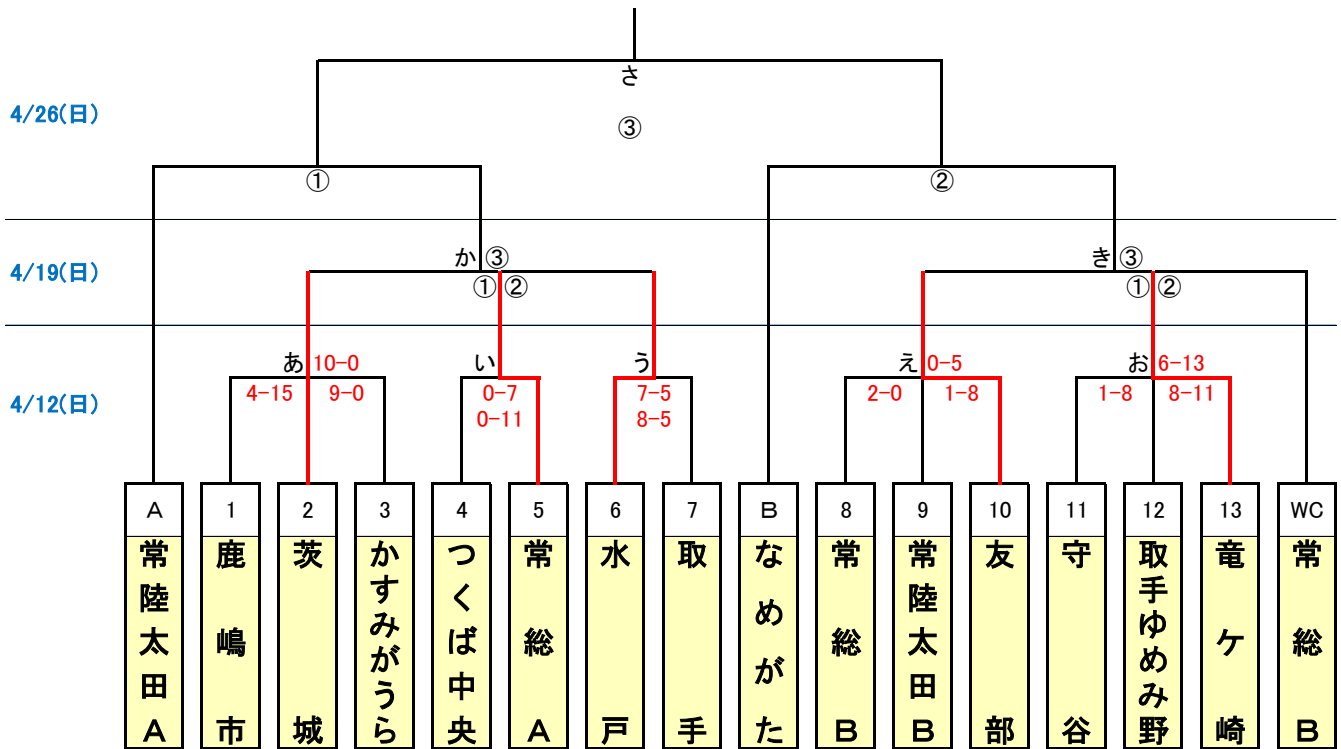 さ
4/26(日)
③
① ②
か ③ き ③
4/19(日)
① ② ① ②
あ 10-0 い う え 0-5 お 6-13
4-15 9-0 0-7 7-5 2-0 1-8 1-8 8-11
4/12(日)
0-11 8-5
A 1 2 3 4 5 6 7 B 8 9 10 11 12 13 WC
常陸太田A
鹿嶋市
茨城
かすみがうら
つくば中央
常総A
水戸
取手
なめがた
常総B
常陸太田B
友部
守谷
取手ゆめみ野
竜ケ崎
常総B